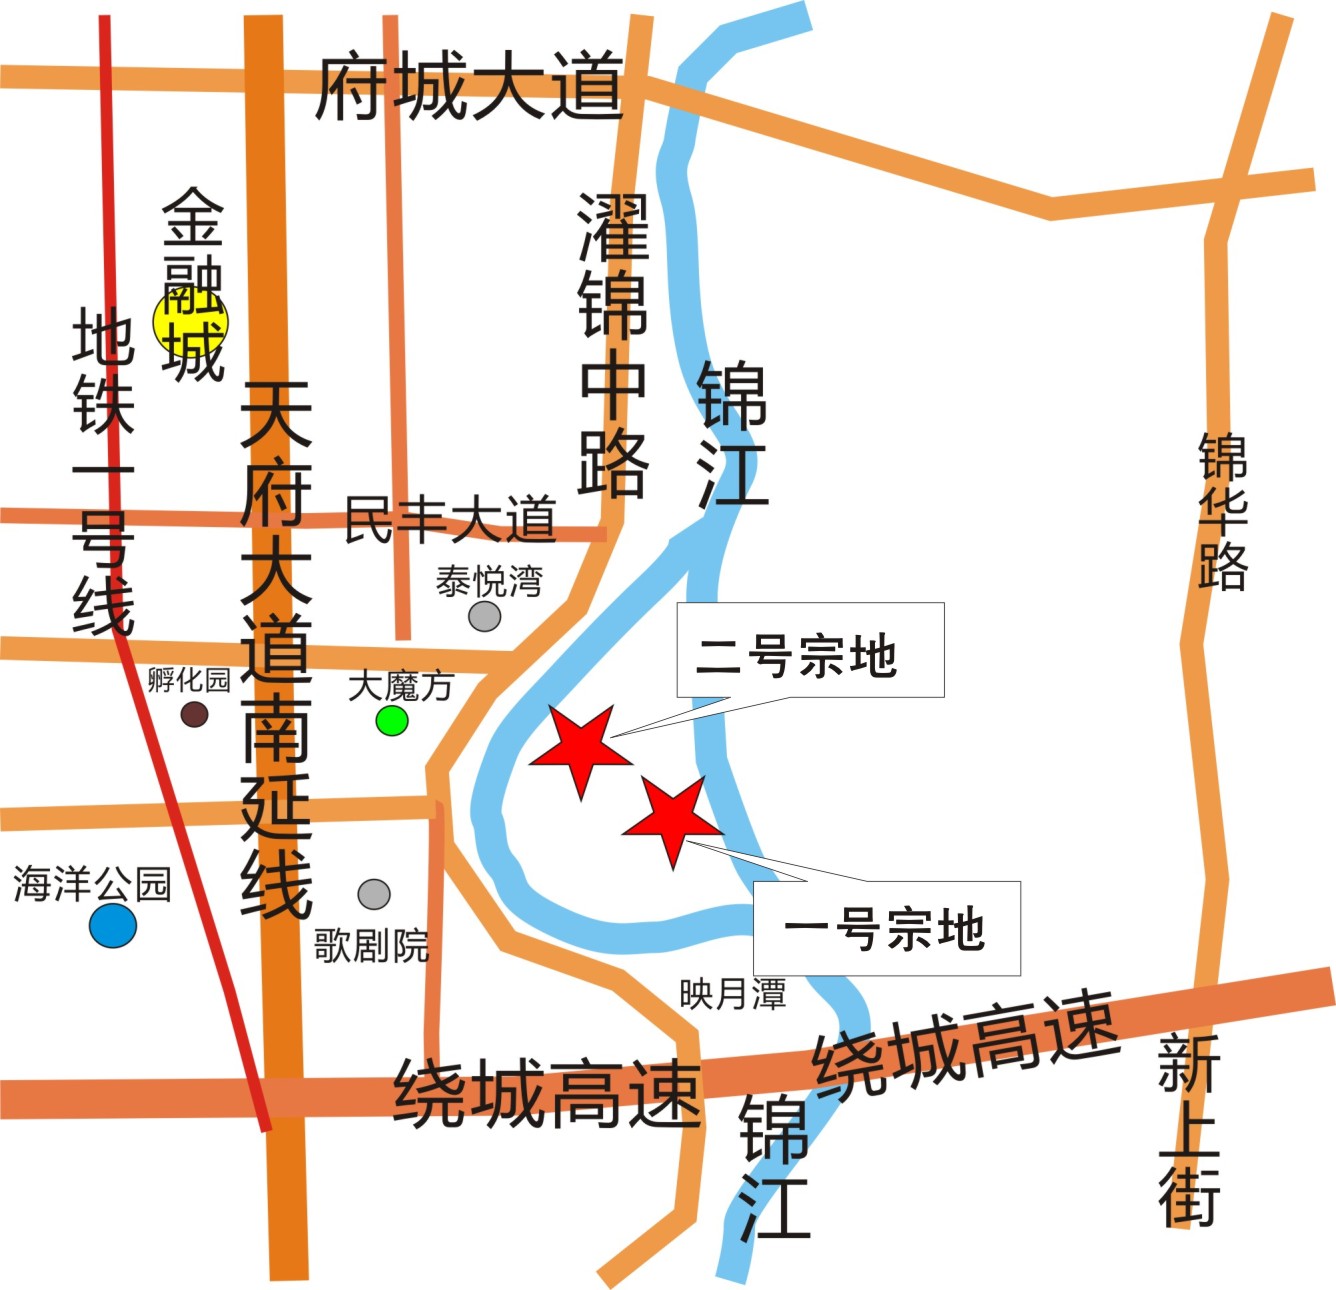 府城大道
金融城
濯锦中路
地铁一号线
锦江
天府大道南延线
锦华路
民丰大道
泰悦湾
二号宗地
孵化园
大魔方
海洋公园
歌剧院
一号宗地
映月潭
绕城高速
绕城高速
新上街
锦江